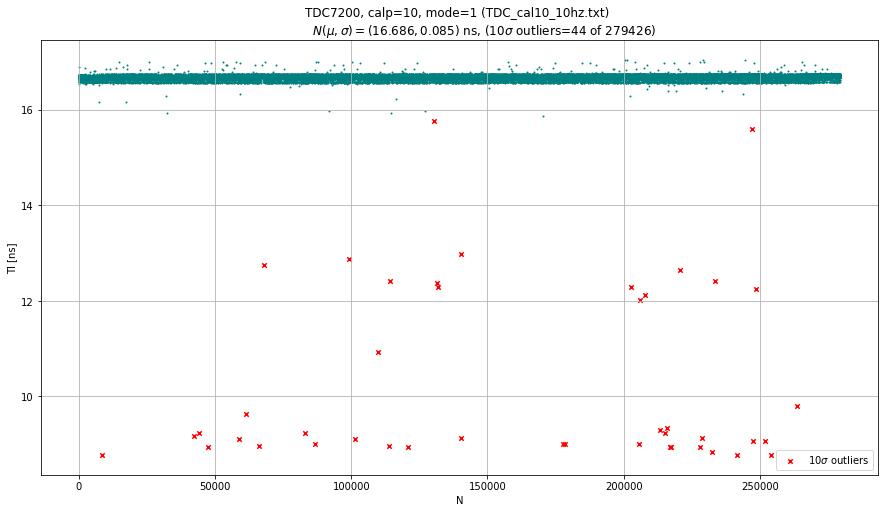 TDC7200, calp=10, mode=1 (TDC_cal10_10hz.txt)
N(μ, σ) = (16.686, 0.085) ns, (10σ outliers=44 of 279426)
16
14
12
10
TI [ns]
0
50000
100000
150000
200000
250000
N
10σ outliers